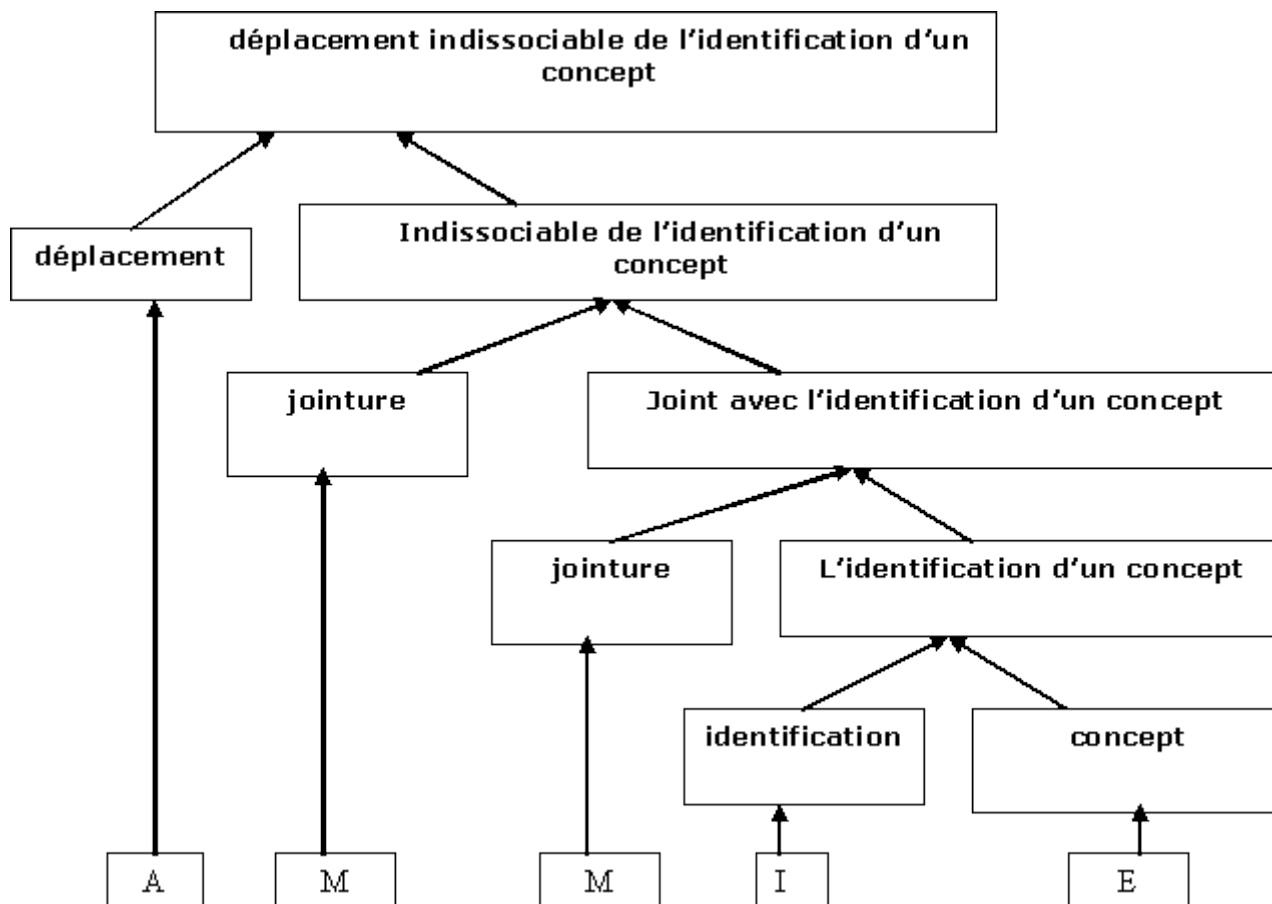 déplacement indissociable de l’identification d’un
concept
déplacement
Indissociable de l’identification d’un
concept
jointure
Joint avec l’identification d’un concept
jointure
L’identification d’un concept
identification
concept
A
M
M
I
E